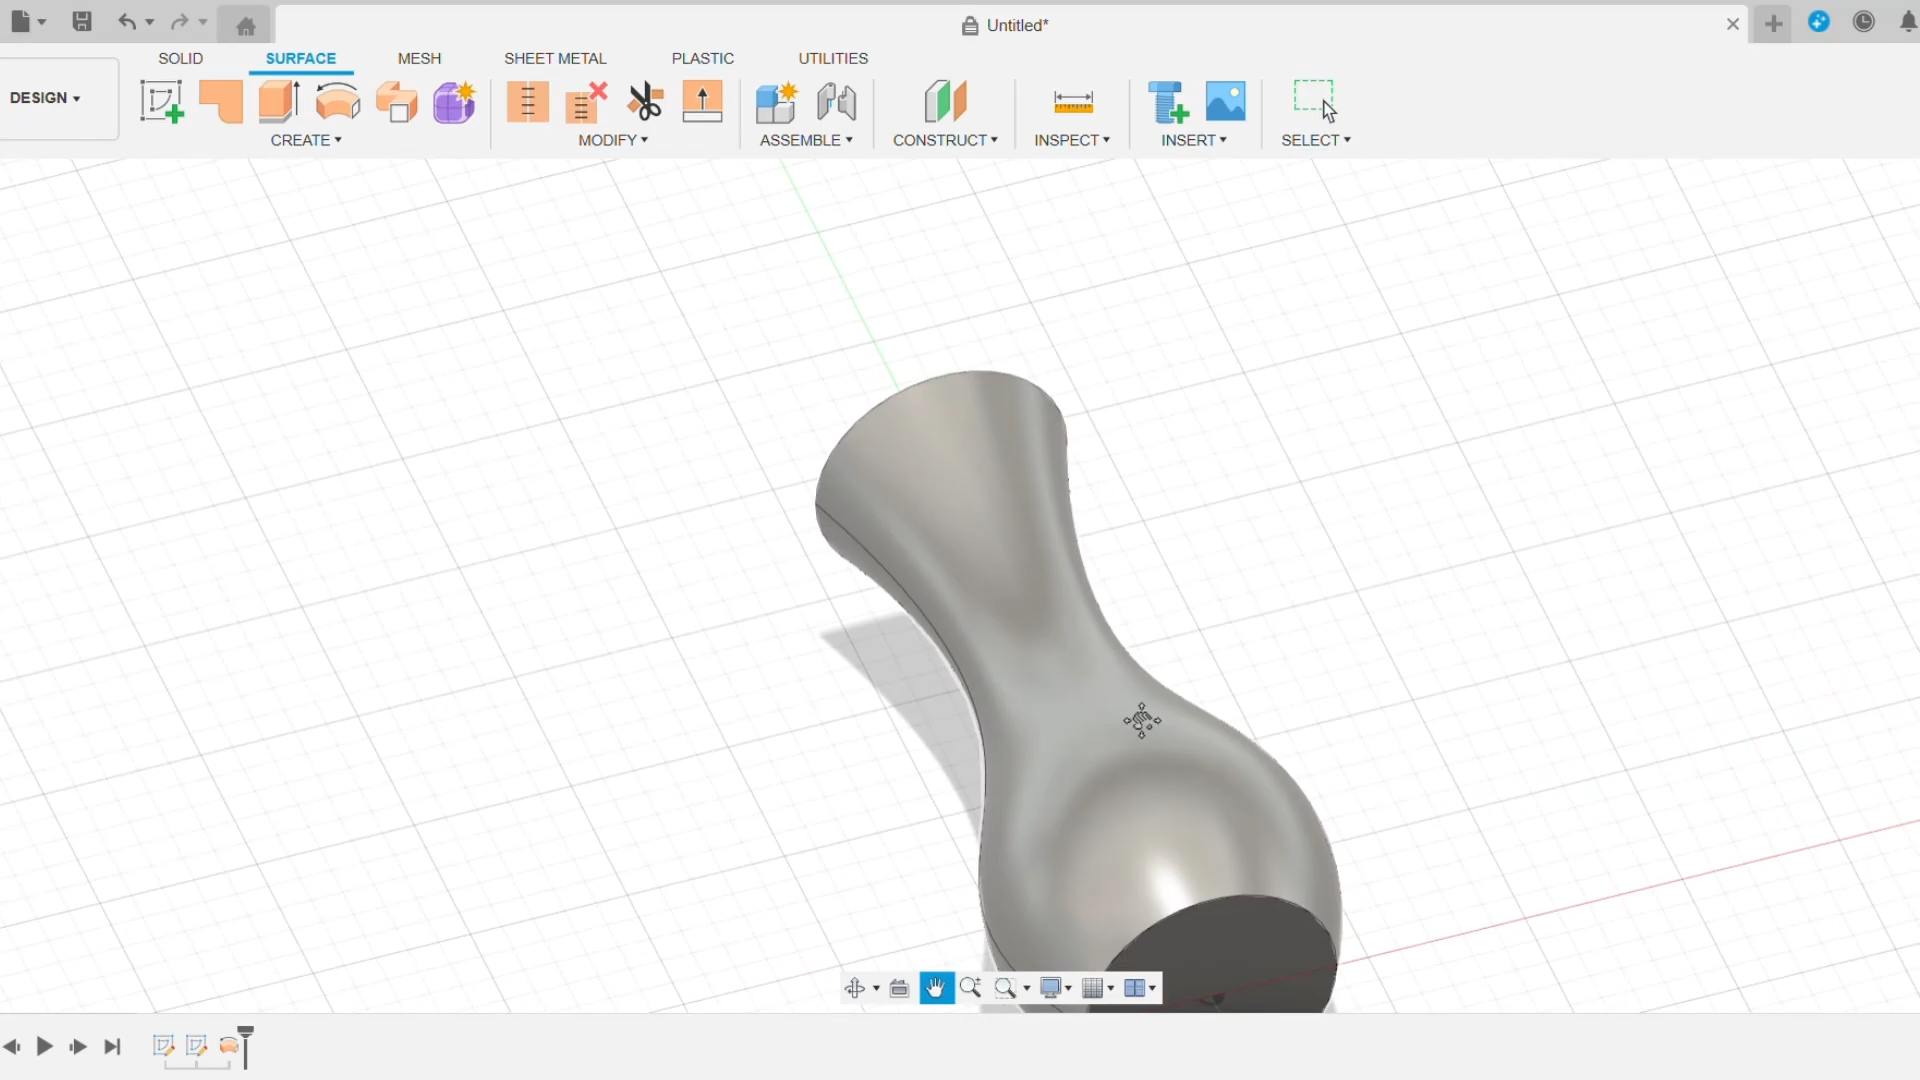 Untitled*
SOLID SURFACE MESH SHEET METAL PLASTIC UTILITIES
DESIGN
CREATE MODIFY ASSEMBLE CONSTRUCT INSPECT INSERT SELECT